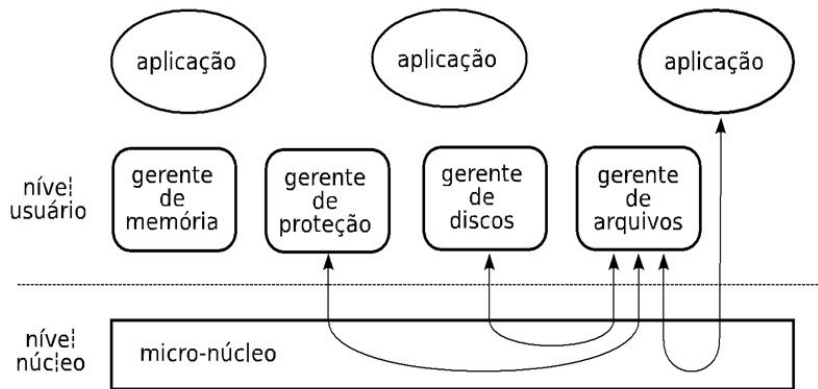 aplicação
aplicação
aplicação
nível
usuário
gerente
de
memória
gerente
de
proteção
gerente
de
discos
gerente
de
arquivos
nível
núcleo
micro-núcleo